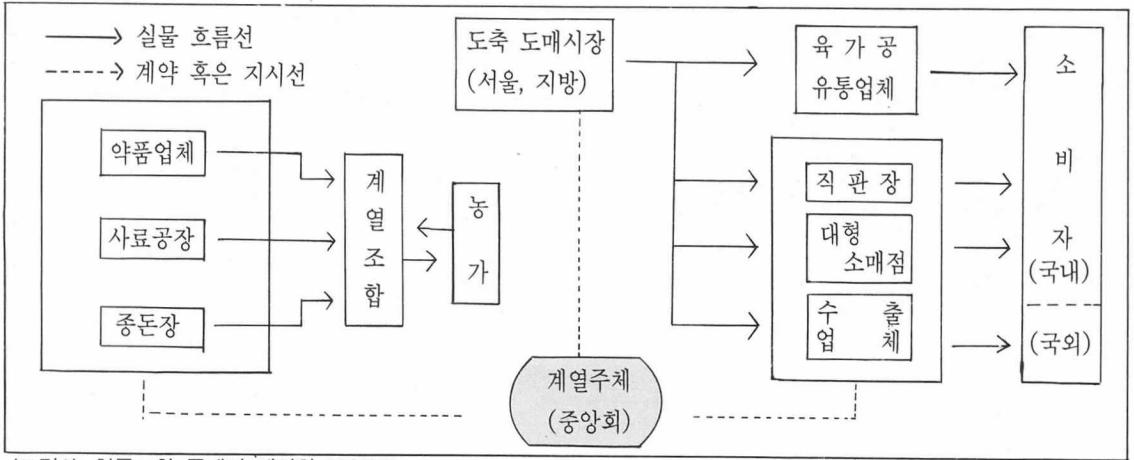 실물 흐름선
계약 혹은 지시선
도축 도매시장
(서울, 지방)
육 가 공
유통업체
약품업체
사료공장
종돈장
계열조합
농가
직 판 장
대형
소매점
수 출
업 체
소비자
(국내)
(국외)
계열주체
(중앙회)